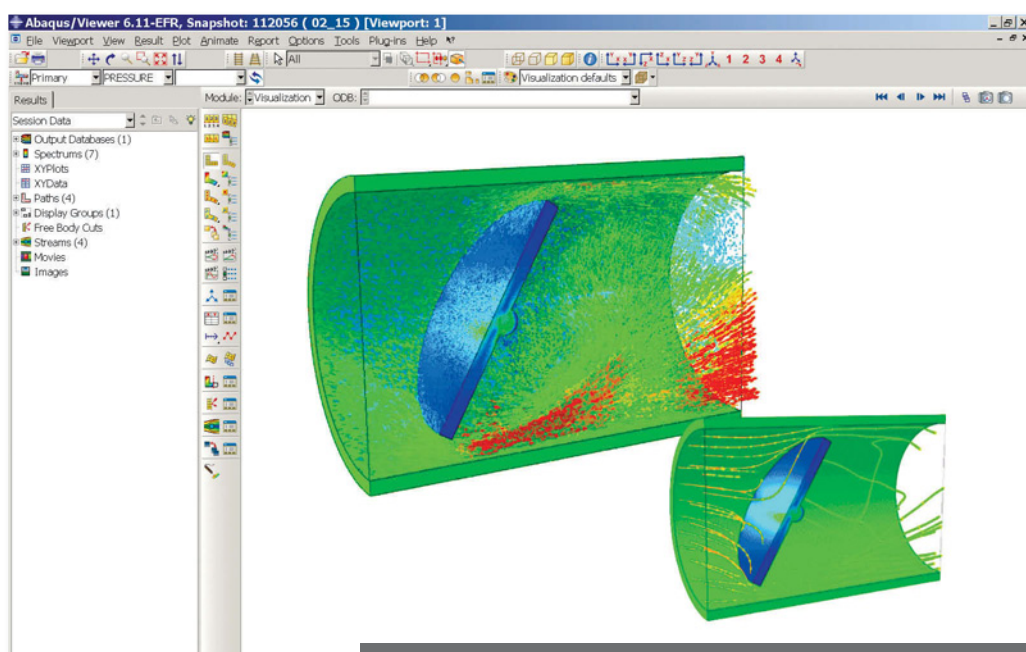 Abaqus/Viewer 6.11-EFR, Snapshot: 112056 ( 02_15 ) [Viewport: 1]
File Viewport View Result Plot Animate Report Options Tools Plug-ins Help
All
1 2 3 4
Primary PRESSURE Visualization defaults
Results Module: Visualization ODB:
Session Data
Output Databases (1)
Spectrums (7)
XYPlots
XYData
Paths (4)
Display Groups (1)
Free Body Cuts
Streams (4)
Movies
Images